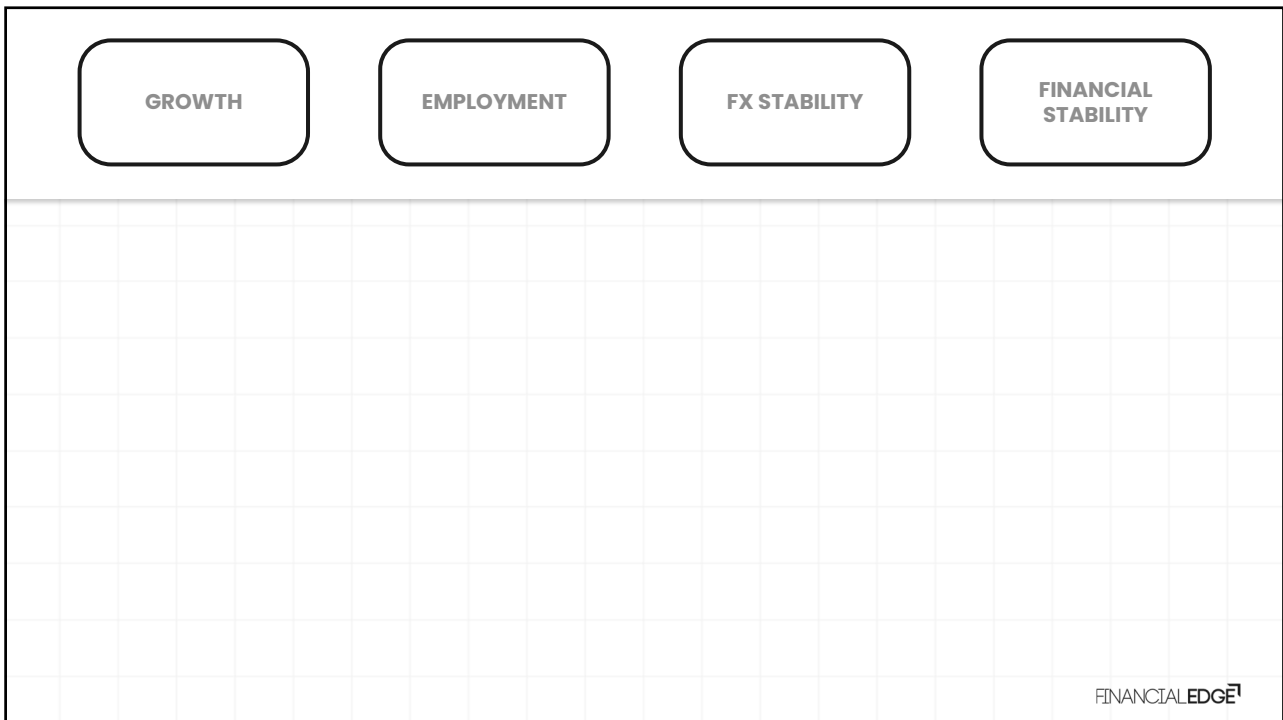 GROWTH
EMPLOYMENT
FX STABILITY
FINANCIAL
STABILITY
FINANCIALEDGE